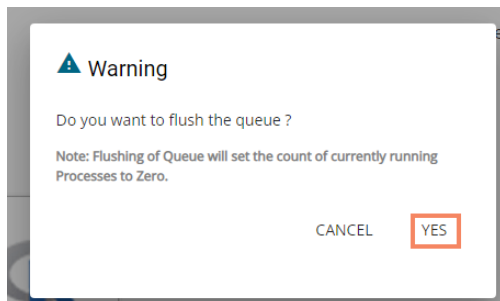 Warning
Do you want to flush the queue ?
Note: Flushing of Queue will set the count of currently running
Processes to Zero.
CANCEL YES